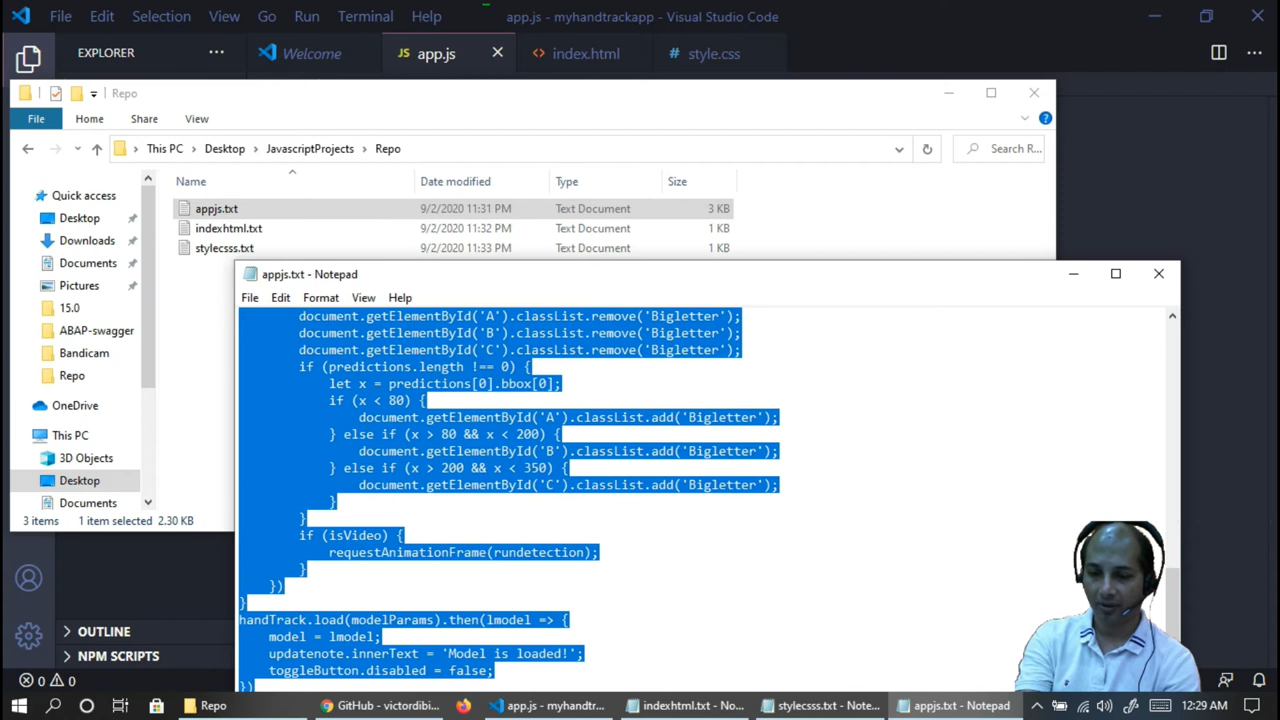 File Edit Selection View Go Run Terminal Help app.js - myhandtrackapp - Visual Studio Code
EXPLORER ... Welcome JS app.js <> index.html # style.css
Repo
File Home Share View
This PC > Desktop > JavascriptProjects > Repo Search R...
Name Date modified Type Size
Quick access
appjs.txt 9/2/2020 11:31 PM Text Document 3 KB
Desktop
indexhtml.txt 9/2/2020 11:32 PM Text Document 1 KB
Downloads
stylecsss.txt 9/2/2020 11:33 PM Text Document 1 KB
Documents
appjs.txt - Notepad
Pictures
File Edit Format View Help
15.0
ABAP-swagger
Bandicam
Repo
OneDrive
This PC
3D Objects
Desktop
Documents
3 items 1 item selected 2.30 KB
document.getElementById('A').classList.remove('Bigletter');
document.getElementById('B').classList.remove('Bigletter');
document.getElementById('C').classList.remove('Bigletter');
if (predictions.length !== 0) {
let x = predictions[0].bbox[0];
if (x < 80) {
document.getElementById('A').classList.add('Bigletter');
} else if (x > 80 && x < 200) {
document.getElementById('B').classList.add('Bigletter');
} else if (x > 200 && x < 350) {
document.getElementById('C').classList.add('Bigletter');
}
}
if (isVideo) {
requestAnimationFrame(rundetection);
}
})
}
handTrack.load(modelParams).then(lmodel => {
model = lmodel;
updatenote.innerText = 'Model is loaded!';
toggleButton.disabled = false;
})
OUTLINE
NPM SCRIPTS
0 0
Repo GitHub - victordibi... app.js - myhandtra... indexhtml.txt - No... stylecsss.txt - Note... appjs.txt - Notepad 12:29 AM